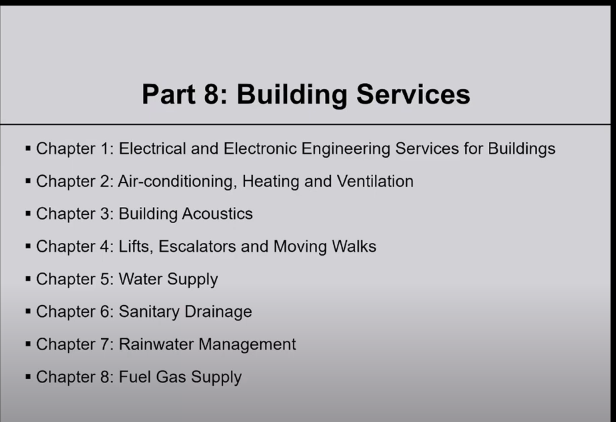 Part 8: Building Services
▪ Chapter 1: Electrical and Electronic Engineering Services for Buildings
▪ Chapter 2: Air-conditioning, Heating and Ventilation
▪ Chapter 3: Building Acoustics
▪ Chapter 4: Lifts, Escalators and Moving Walks
▪ Chapter 5: Water Supply
▪ Chapter 6: Sanitary Drainage
▪ Chapter 7: Rainwater Management
▪ Chapter 8: Fuel Gas Supply